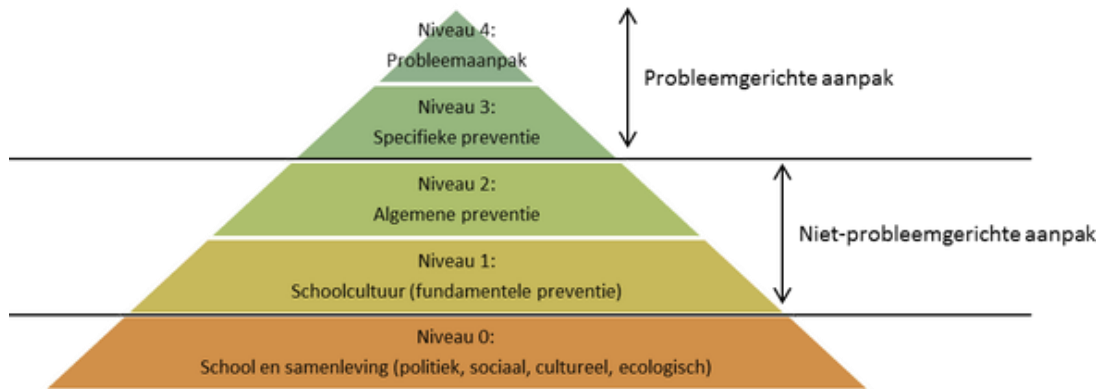 Niveau 4:
Probleemaanpak
Probleemgerichte aanpak
Niveau 3:
Specifieke preventie
Niveau 2:
Algemene preventie
Niet-probleemgerichte aanpak
Niveau 1:
Schoolcultuur (fundamentele preventie)
Niveau 0:
School en samenleving (politiek, sociaal, cultureel, ecologisch)